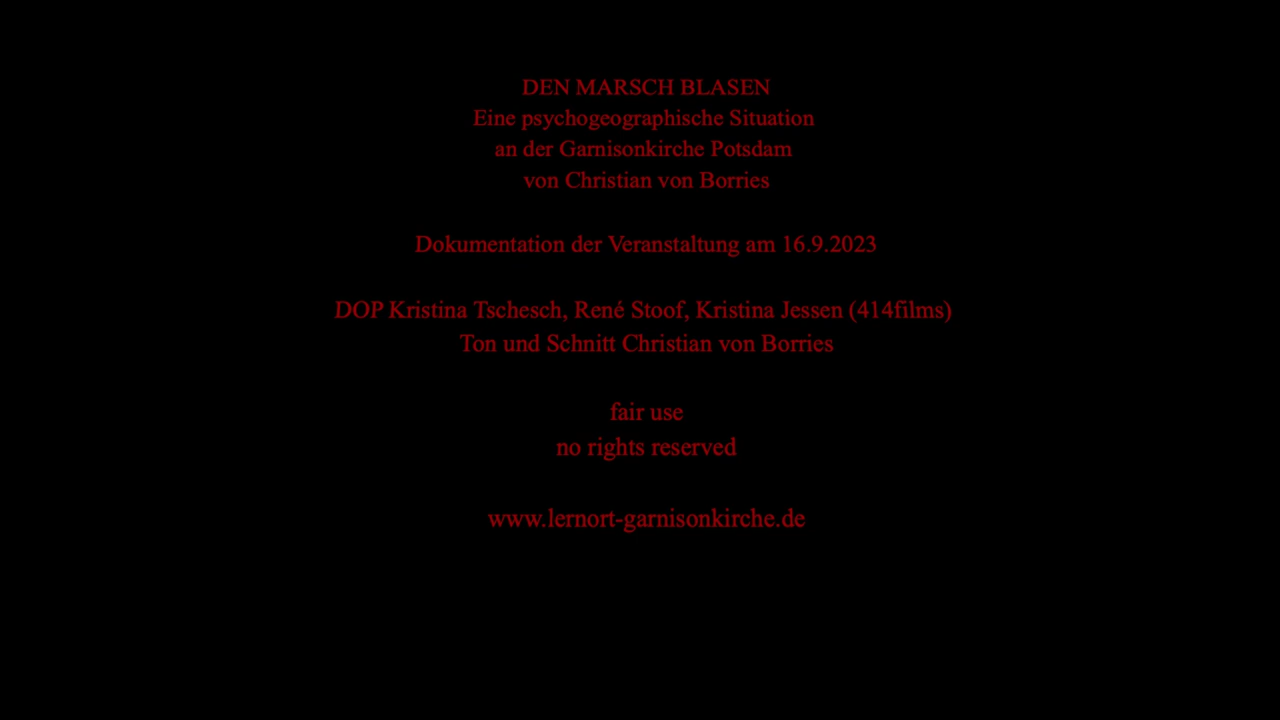 DEN MARSCH BLASEN
Eine psychogeographische Situation
an der Garnisonkirche Potsdam
von Christian von Borries
Dokumentation der Veranstaltung am 16.9.2023
DOP Kristina Tschesch, René Stoof, Kristina Jessen (414films)
Ton und Schnitt Christian von Borries
fair use
no rights reserved
www.lernort-garnisonkirche.de